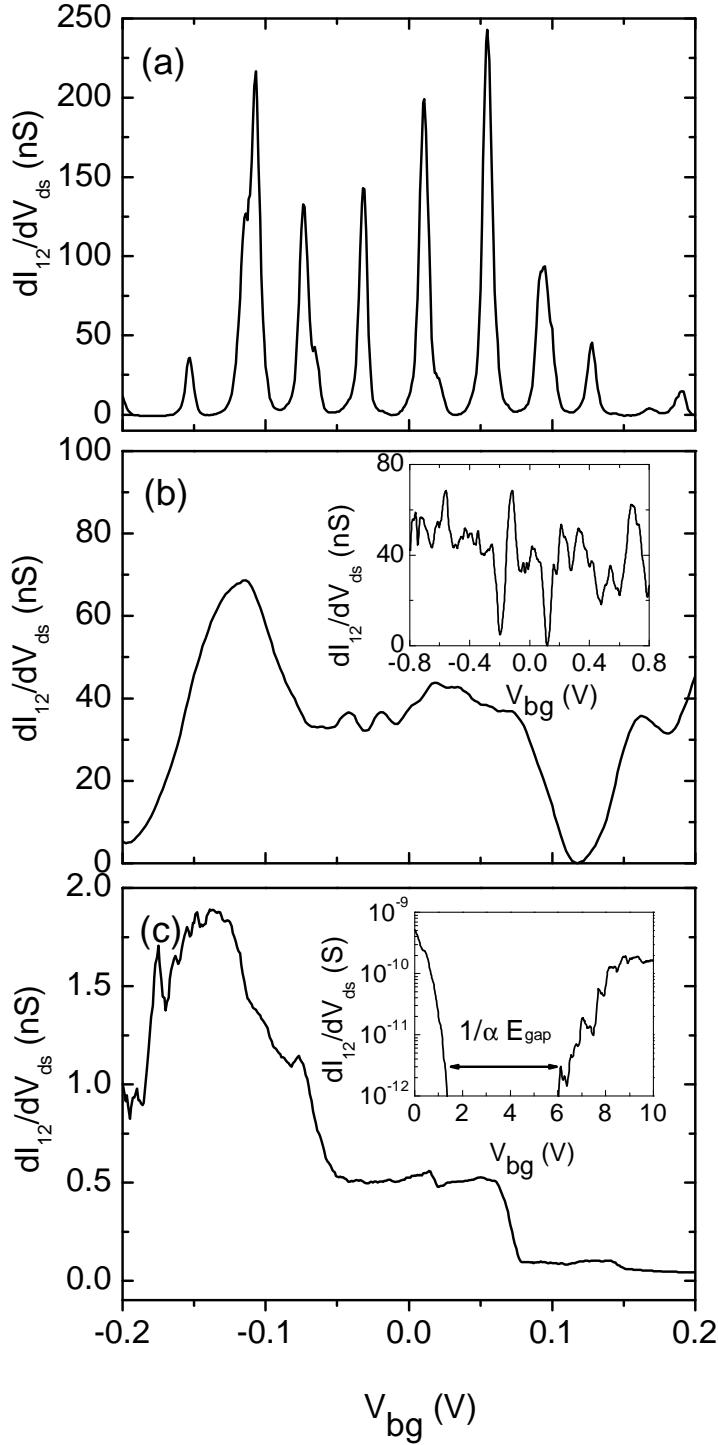 250
(a)
200
150
100
50
0
dI12/dVds (nS)
100
(b)
80
60
40
20
0
dI12/dVds (nS)
80
40
0
dI12/dVds (nS)
-0.8 -0.4 0.0 0.4 0.8
Vbg (V)
2.0
(c)
1.5
1.0
0.5
0.0
dI12/dVds (nS)
10-9
10-10
10-11
10-12
dI12/dVds (S)
1/α Egap
0 2 4 6 8 10
Vbg (V)
-0.2 -0.1 0.0 0.1 0.2
Vbg (V)